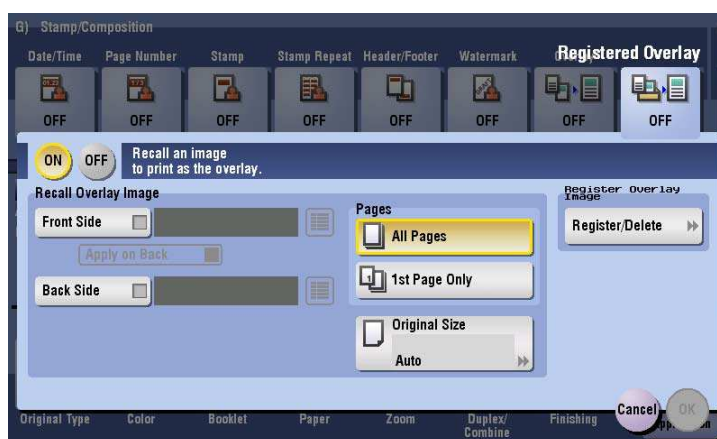 G) Stamp/Composition
Registered Overlay
Date/Time Page Number Stamp Stamp Repeat Header/Footer Watermark
OFF OFF OFF OFF OFF OFF OFF OFF
ON OFF Recall an image
to print as the overlay.
Recall Overlay Image
Front Side
Apply on Back
Back Side
Pages
All Pages
1st Page Only
Original Size
Auto
Register Overlay
Image
Register/Delete
Cancel OK
Original Type Color Booklet Paper Zoom Duplex/
Combine Finishing